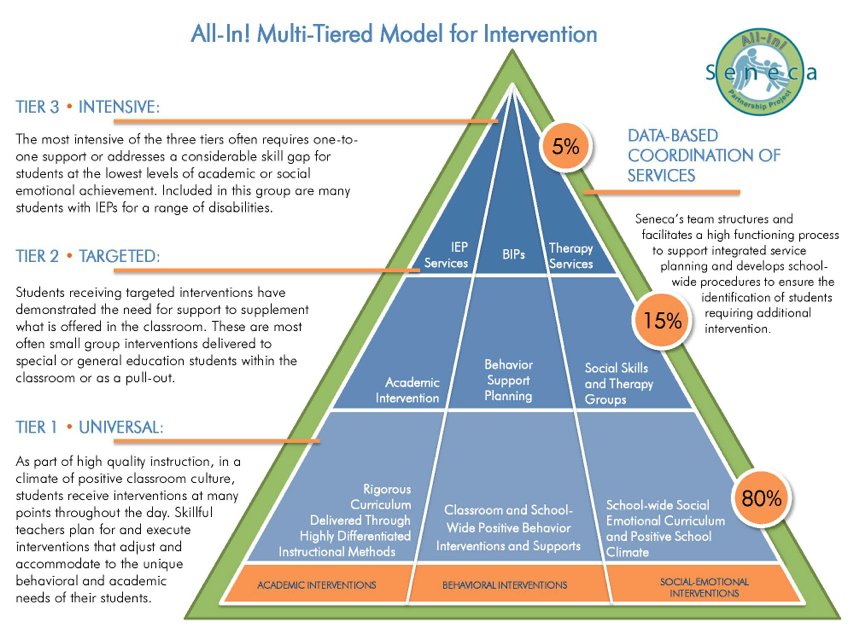 All-In! Multi-Tiered Model for Intervention
All-In!
Seneca
Partnership Project
TIER 3 • INTENSIVE:
The most intensive of the three tiers often requires one-to-
one support or addresses a considerable skill gap for
students at the lowest levels of academic or social
emotional achievement. Included in this group are many
students with IEPs for a range of disabilities.
TIER 2 • TARGETED:
Students receiving targeted interventions have
demonstrated the need for support to supplement
what is offered in the classroom. These are most
often small group interventions delivered to
special or general education students within the
classroom or as a pull-out.
TIER 1 • UNIVERSAL:
As part of high quality instruction, in a
climate of positive classroom culture,
students receive interventions at many
points throughout the day. Skillful
teachers plan for and execute
interventions that adjust and
accommodate to the unique
behavioral and academic
needs of their students.
5%
IEP
Services
BIPs
Therapy
Services
15%
Academic
Intervention
Behavior
Support
Planning
Social Skills
and Therapy
Groups
80%
Rigorous
Curriculum
Delivered Through
Highly Differentiated
Instructional Methods
Classroom and School-
Wide Positive Behavior
Interventions and Supports
School-wide Social
Emotional Curriculum
and Positive School
Climate
ACADEMIC INTERVENTIONS
BEHAVIORAL INTERVENTIONS
SOCIAL-EMOTIONAL
INTERVENTIONS
DATA-BASED
COORDINATION OF
SERVICES
Seneca's team structures and
facilitates a high functioning process
to support integrated service
planning and develops school-
wide procedures to ensure the
identification of students
requiring additional
intervention.